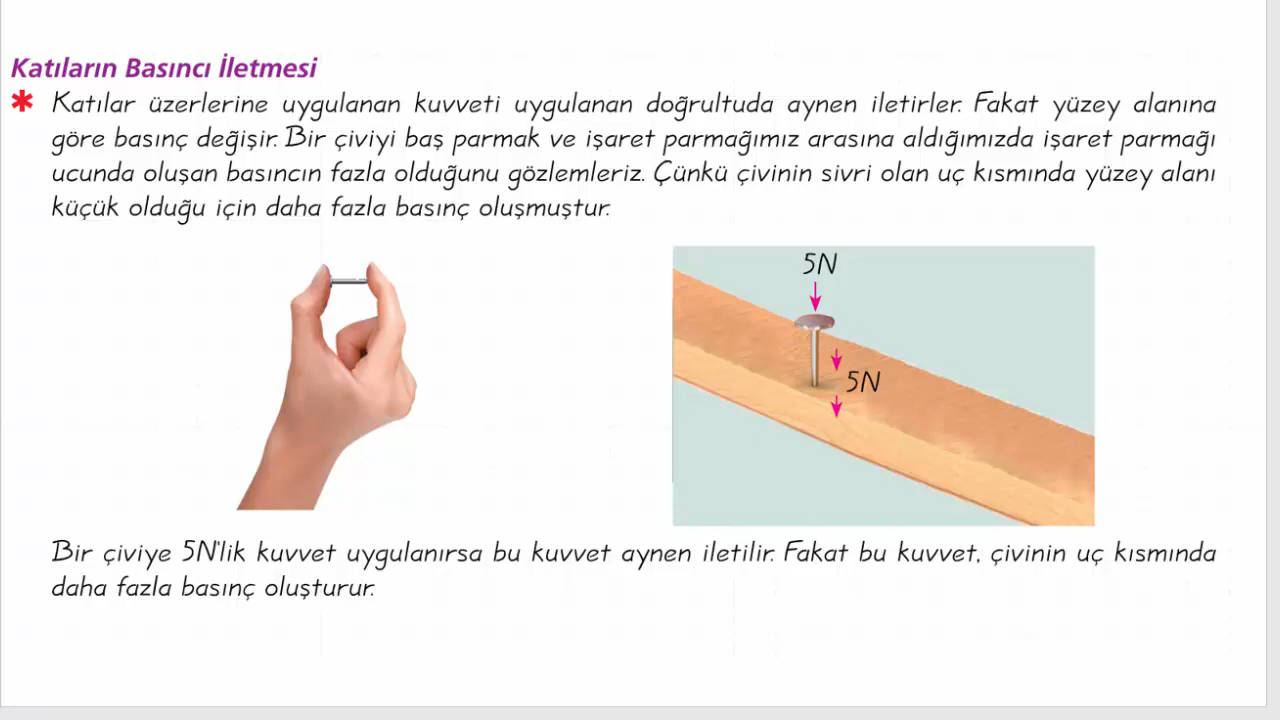 Katıların Basıncı İletmesi
* Katılar üzerlerine uygulanan kuvveti uygulanan doğrultuda aynen iletirler. Fakat yüzey alanına
göre basınç değişir. Bir çiviyi baş parmak ve işaret parmağımız arasına aldığımızda işaret parmağı
ucunda oluşan basıncın fazla olduğunu gözlemleriz. Çünkü çivinin sivri olan uç kısmında yüzey alanı
küçük olduğu için daha fazla basınç oluşmuştur.
5N
5N
Bir çiviye 5N'lik kuvvet uygulanırsa bu kuvvet aynen iletilir. Fakat bu kuvvet, çivinin uç kısmında
daha fazla basınç oluşturur.